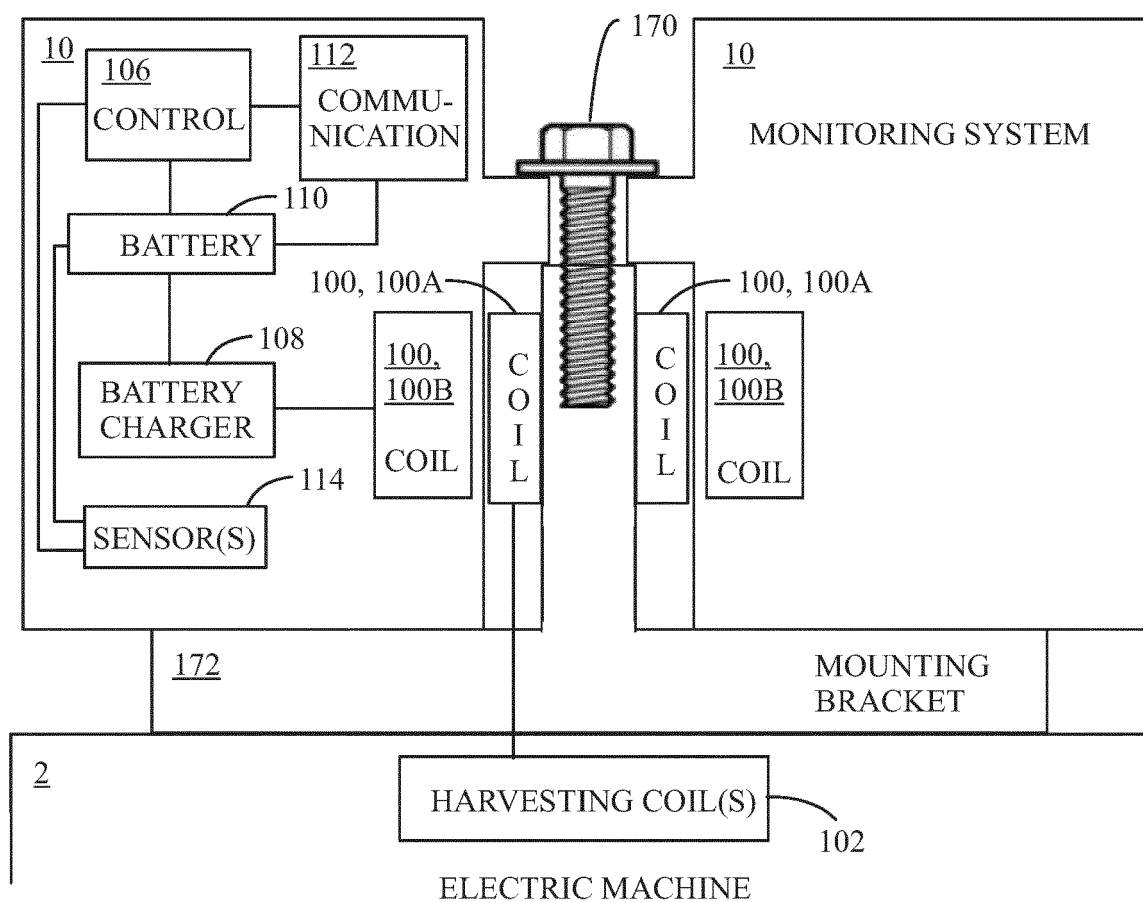 170
10
106
CONTROL
112
COMMU-
NICATION
10
MONITORING SYSTEM
110
BATTERY
100, 100A
100, 100A
108
BATTERY
CHARGER
100,
100B
COIL
C
O
I
L
C
O
I
L
100,
100B
COIL
114
SENSOR(S)
172
MOUNTING
BRACKET
2
HARVESTING COIL(S)
102
ELECTRIC MACHINE